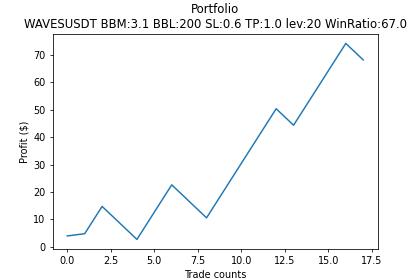 Portfolio
WAVESUSDT BBM:3.1 BBL:200 SL:0.6 TP:1.0 lev:20 WinRatio:67.0
70
60
50
40
30
20
10
0
Profit ($)
0.0 2.5 5.0 7.5 10.0 12.5 15.0 17.5
Trade counts